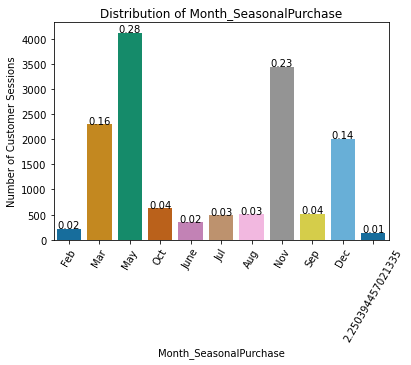 Distribution of Month_SeasonalPurchase
Number of Customer Sessions
4000
3500
3000
2500
2000
1500
1000
500
0
0.02
0.16
0.28
0.04
0.02
0.03
0.03
0.23
0.04
0.14
0.01
Feb
Mar
May
Oct
June
Jul
Aug
Nov
Sep
Dec
2.250394457021335
Month_SeasonalPurchase